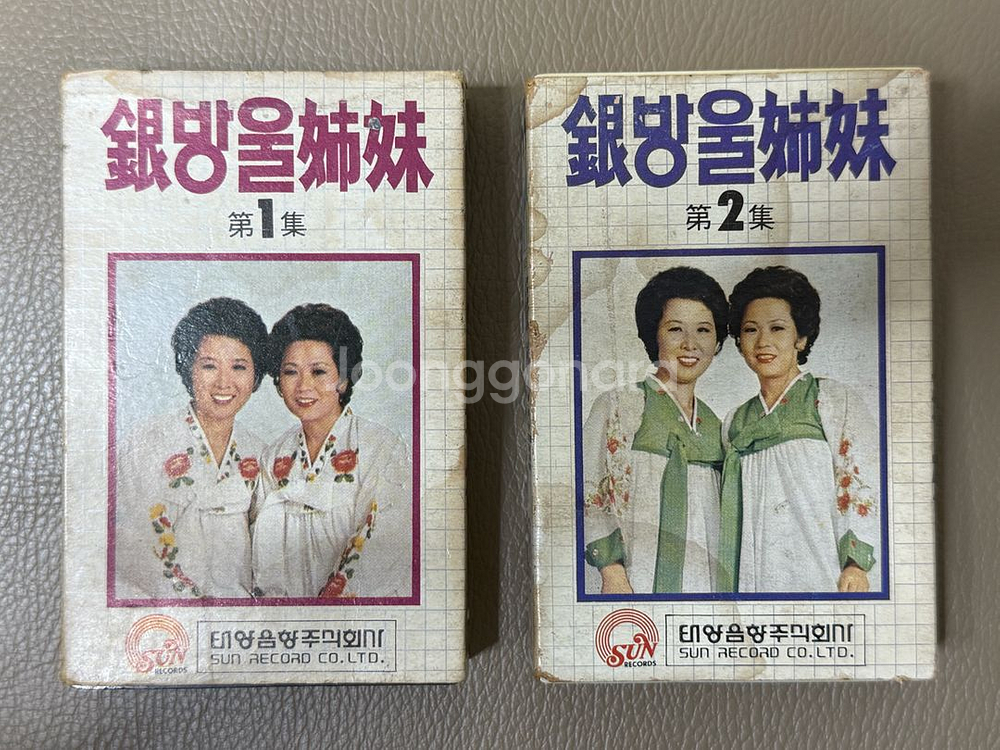 銀방울姉妹
第1集
SUN
RECORDS
태양음향주식회사
SUN RECORD CO.LTD.
銀방울姉妹
第2集
SUN
RECORDS
태양음향주식회사
SUN RECORD CO.LTD.
Joonggonara